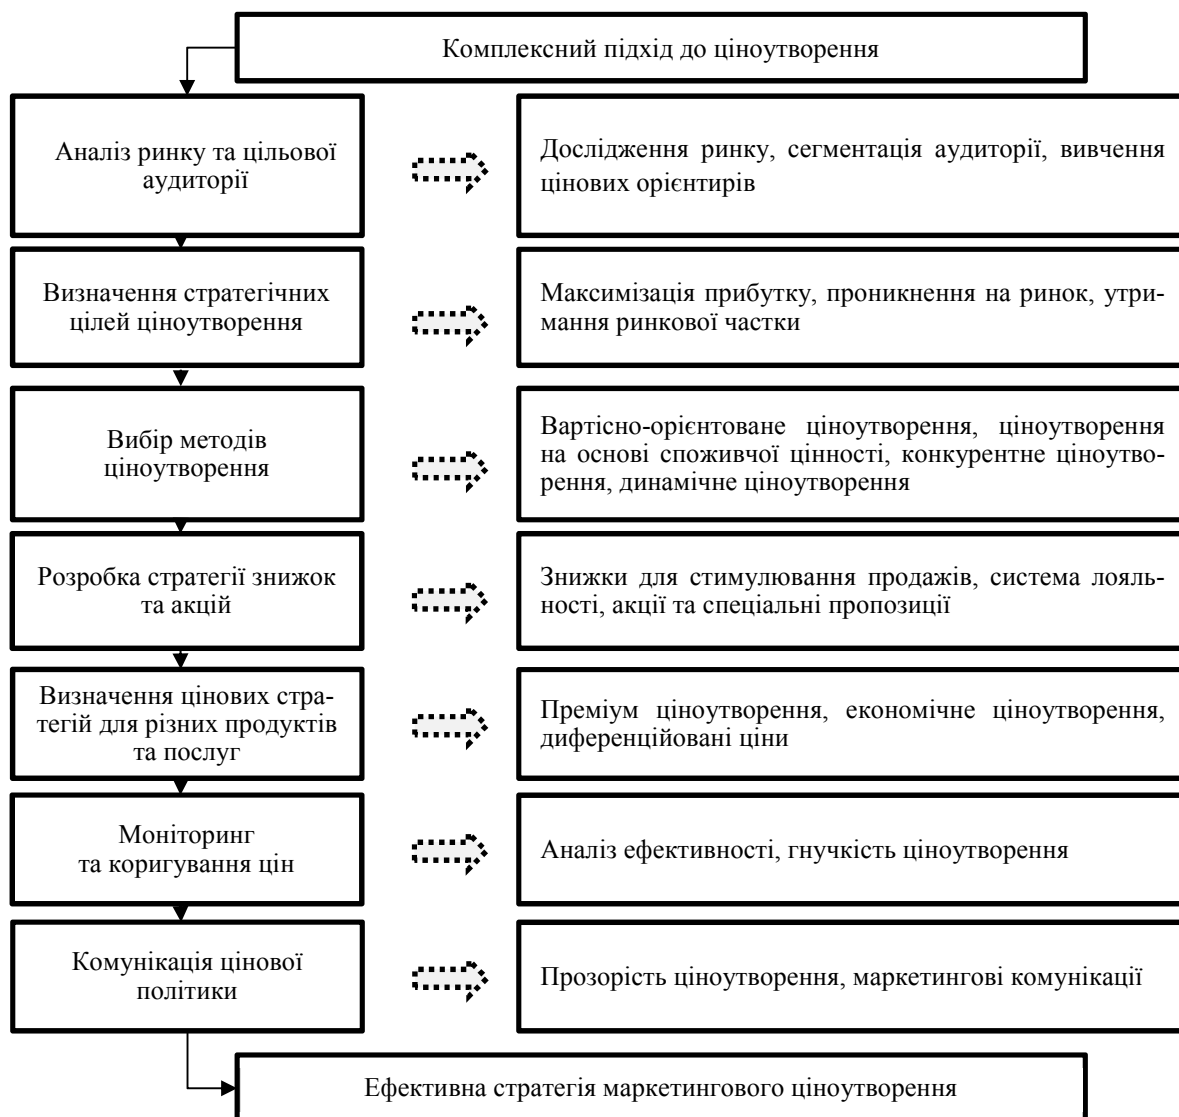 Комплексний підхід до ціноутворення
Аналіз ринку та цільової
аудиторії
Дослідження ринку, сегментація аудиторії, вивчення
цінових орієнтирів
Визначення стратегічних
цілей ціноутворення
Максимізація прибутку, проникнення на ринок, утри-
мання ринкової частки
Вибір методів
ціноутворення
Вартісно-орієнтоване ціноутворення, ціноутворення
на основі споживчої цінності, конкурентне ціноутво-
рення, динамічне ціноутворення
Розробка стратегії знижок
та акцій
Знижки для стимулювання продажів, система лояль-
ності, акції та спеціальні пропозиції
Визначення цінових стра-
тегій для різних продуктів
та послуг
Преміум ціноутворення, економічне ціноутворення,
диференційовані ціни
Моніторинг
та коригування цін
Аналіз ефективності, гнучкість ціноутворення
Комунікація цінової
політики
Прозорість ціноутворення, маркетингові комунікації
Ефективна стратегія маркетингового ціноутворення